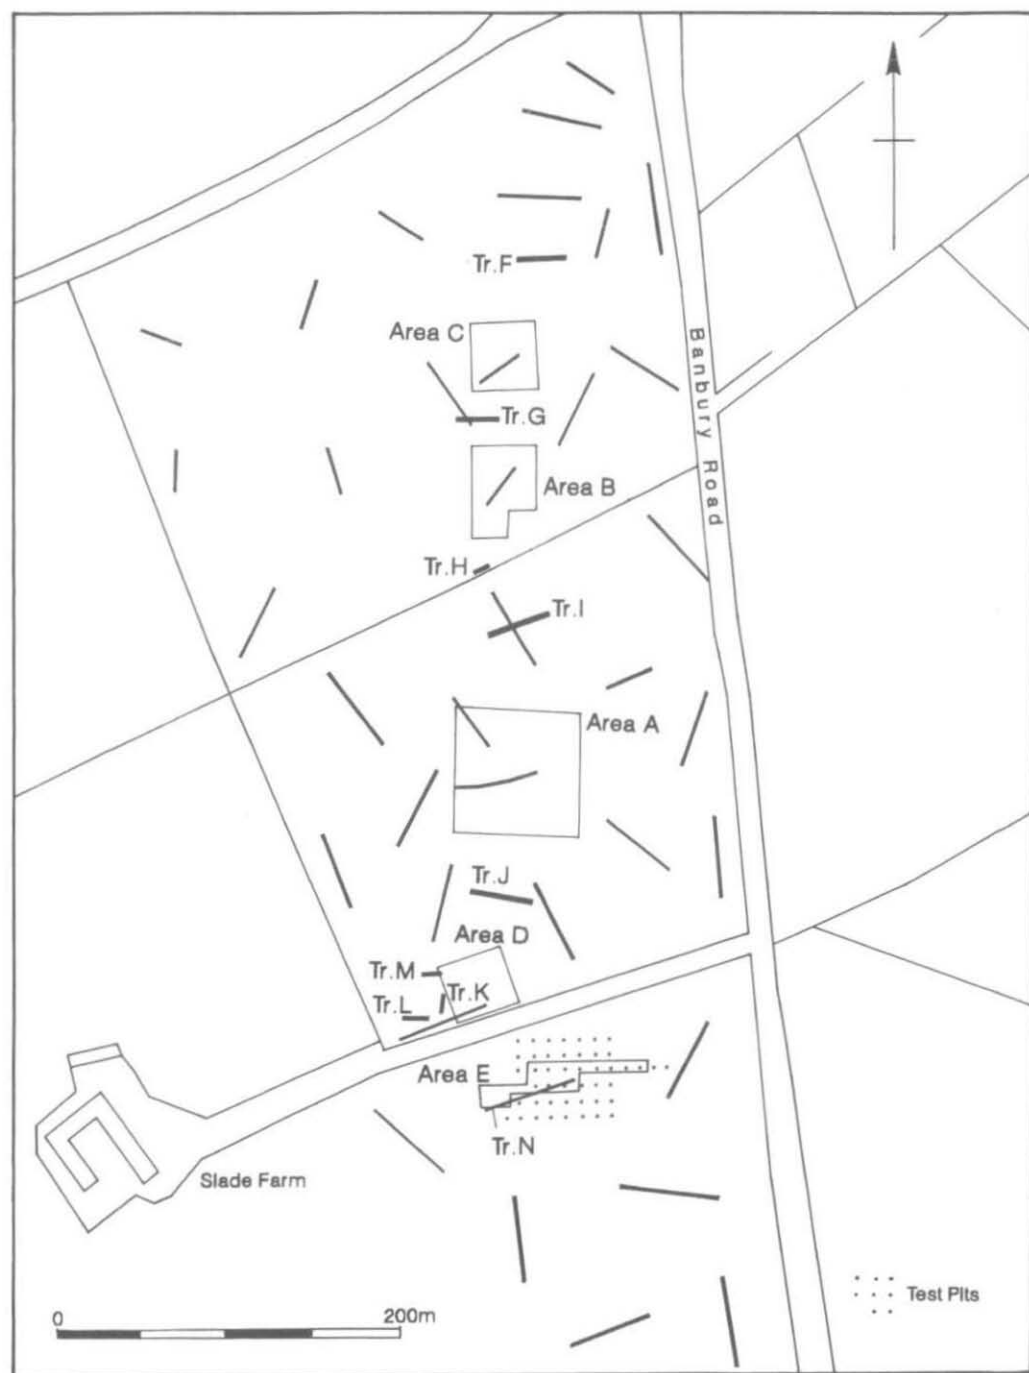 Tr.F
Area C
Banbury Road
Tr.G
Area B
Tr.H
Tr.I
Area A
Tr.J
Area D
Tr.M
Tr.K
Tr.L
Area E
Tr.N
Slade Farm
Test Pits
0
200m